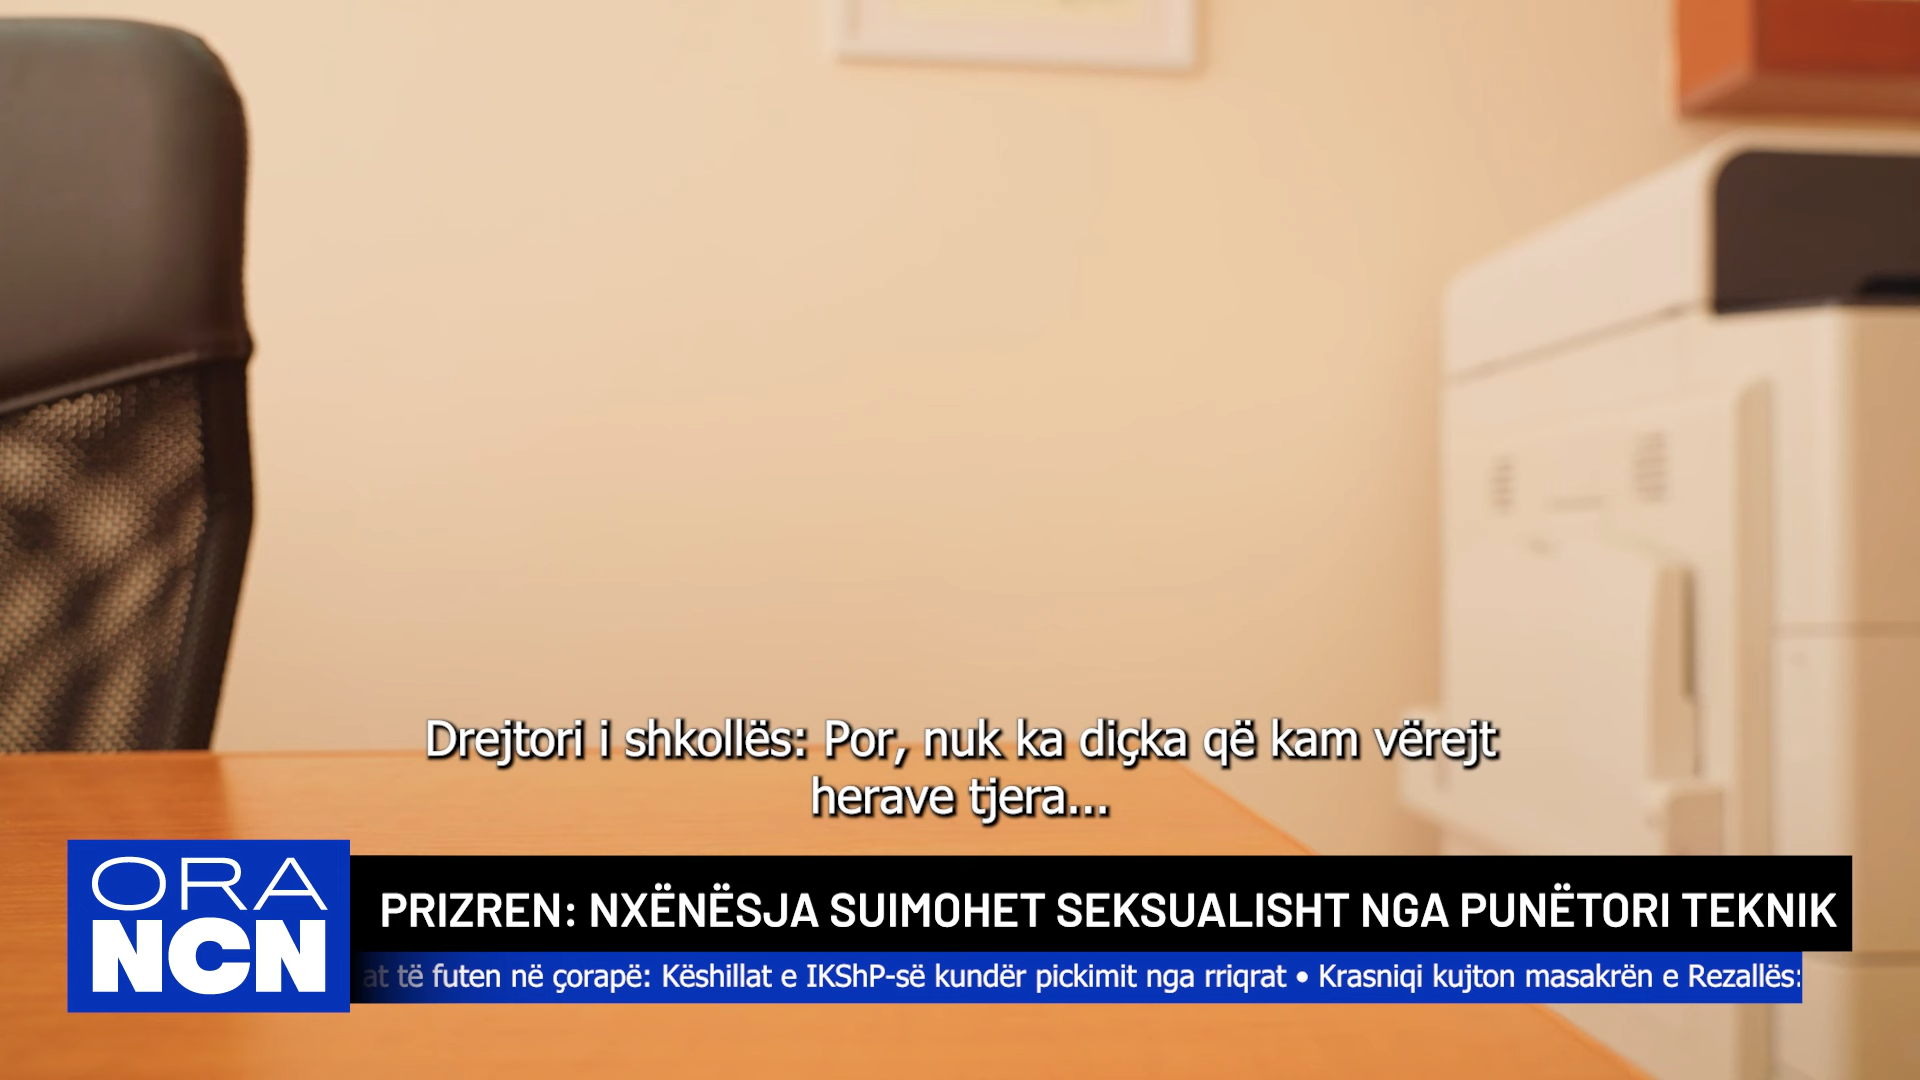 Drejtori i shkollës: Por, nuk ka diçka që kam vërejt
herave tjera...
ORA
NCN
PRIZREN: NXËNËSJA SUIMOHET SEKSUALISHT NGA PUNËTORI TEKNIK
at të futen në çorapë: Këshillat e IKShP-së kundër pickimit nga rriqrat • Krasniqi kujton masakrën e Rezallës: